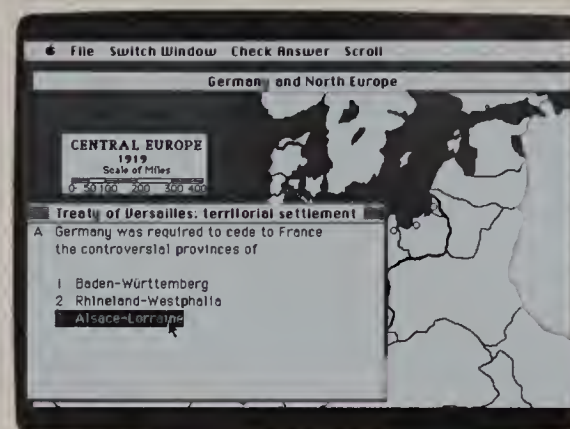 File Switch Window Check Answer Scroll
Germany and North Europe
CENTRAL EUROPE
1919
Scale of Miles
0 50 100 200 300 400
Treaty of Versailles: territorial settlement
A Germany was required to cede to France
the controversial provinces of
1 Baden-Württemberg
2 Rhineland-Westphalia
Alsace-Lorraine